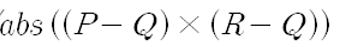 abs ((P − Q) × (R − Q))